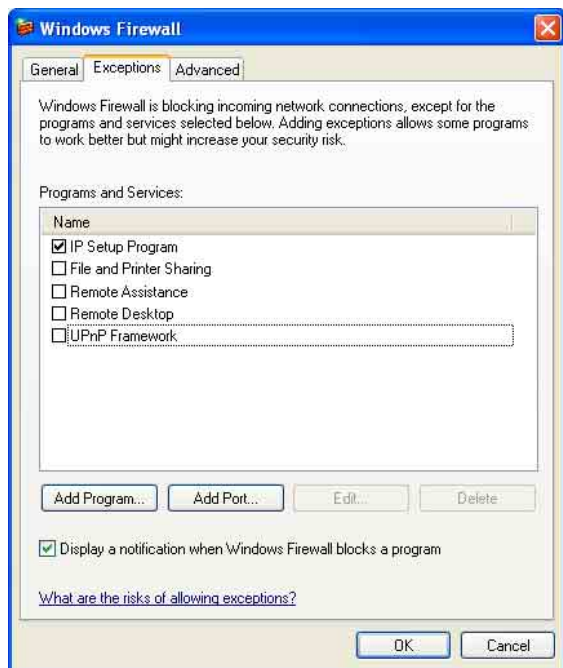 Windows Firewall
General Exceptions Advanced
Windows Firewall is blocking incoming network connections, except for the
programs and services selected below. Adding exceptions allows some programs
to work better but might increase your security risk.
Programs and Services:
Name
IP Setup Program
File and Printer Sharing
Remote Assistance
Remote Desktop
UPnP Framework
Add Program... Add Port... Edit... Delete
Display a notification when Windows Firewall blocks a program
What are the risks of allowing exceptions?
OK Cancel